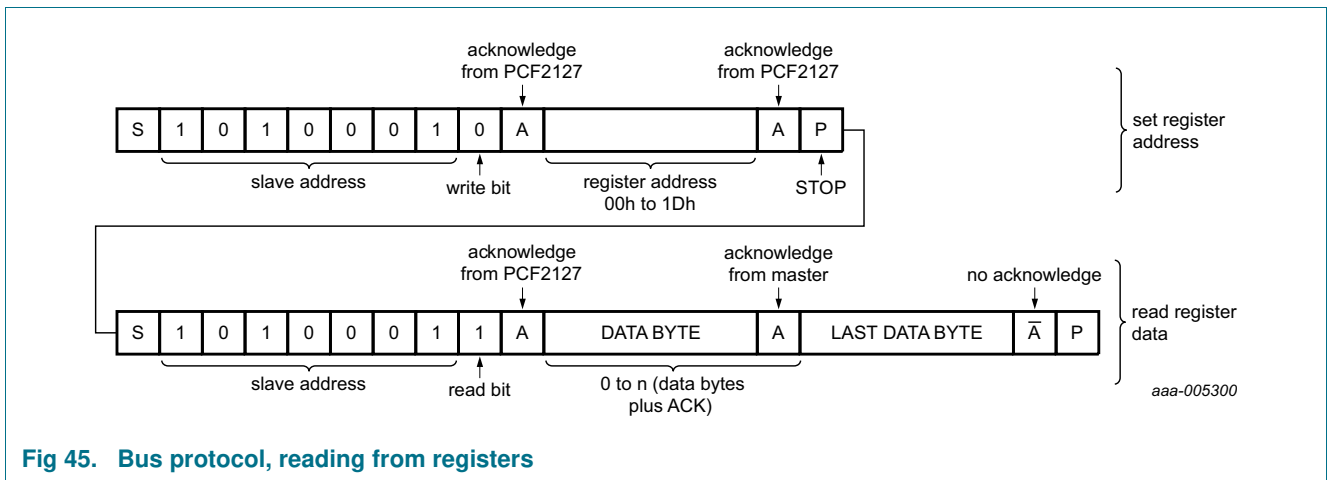 acknowledge
from PCF2127
acknowledge
from PCF2127
S 1 0 1 0 0 0 1 0 A A P
set register
address
slave address
write bit
register address
00h to 1Dh
STOP
acknowledge
from PCF2127
acknowledge
from master
no acknowledge
S 1 0 1 0 0 0 1 1 A DATA BYTE A LAST DATA BYTE A̅ P
read register
data
slave address
read bit
0 to n (data bytes
plus ACK)
aaa-005300
Fig 45. Bus protocol, reading from registers